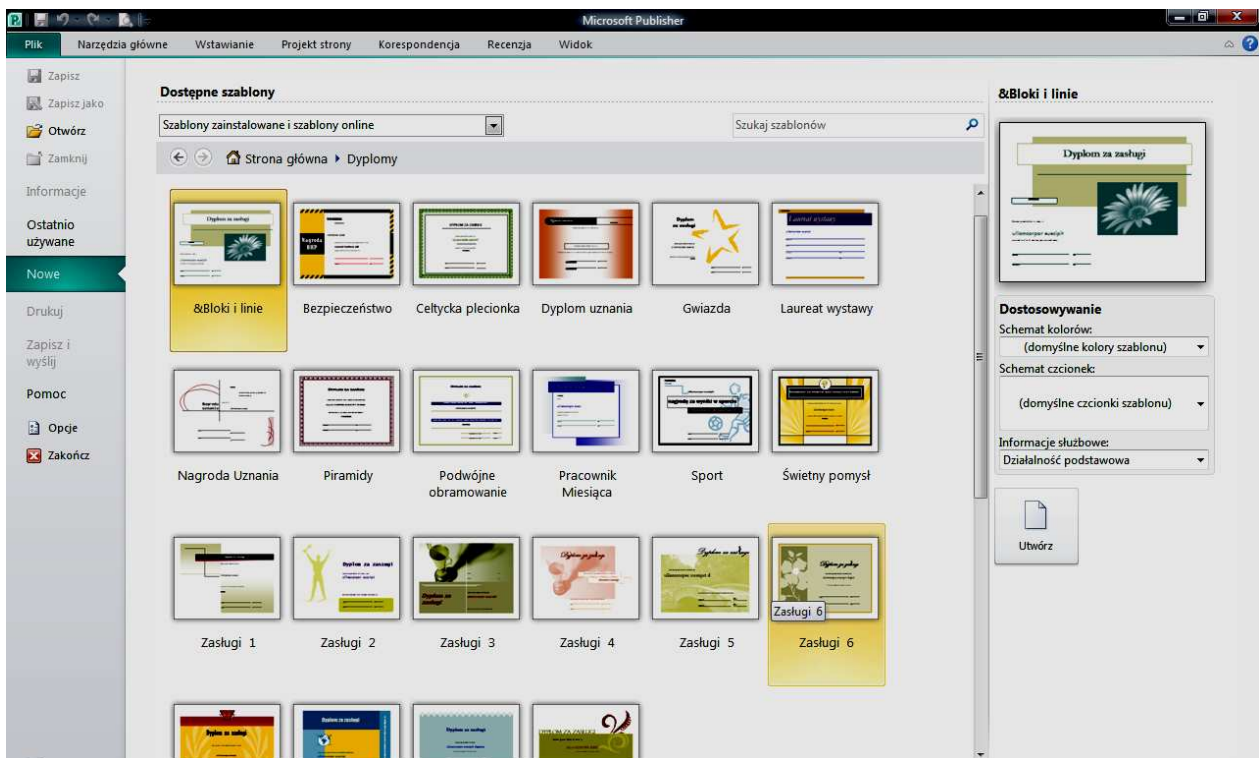 Microsoft Publisher
Plik Narzędzia główne Wstawianie Projekt strony Korespondencja Recenzja Widok
Zapisz
Zapisz jako
Otwórz
Zamknij
Informacje
Ostatnio
używane
Nowe
Drukuj
Zapisz i
wyślij
Pomoc
Opcje
Zakończ
Dostępne szablony
Szablony zainstalowane i szablony online
Szukaj szablonów
Strona główna Dyplomy
&Bloki i linie
Bezpieczeństwo
Celtycka plecionka
Dyplom uznania
Gwiazda
Laureat wystawy
Nagroda Uznania
Piramidy
Podwójne
obramowanie
Pracownik
Miesiąca
Sport
Świetny pomysł
Zasługi 1
Zasługi 2
Zasługi 3
Zasługi 4
Zasługi 5
Zasługi 6
Zasługi 6
&Bloki i linie
Dyplom za zasługi
Dostosowywanie
Schemat kolorów:
(domyślne kolory szablonu)
Schemat czcionek:
(domyślne czcionki szablonu)
Informacje służbowe:
Działalność podstawowa
Utwórz